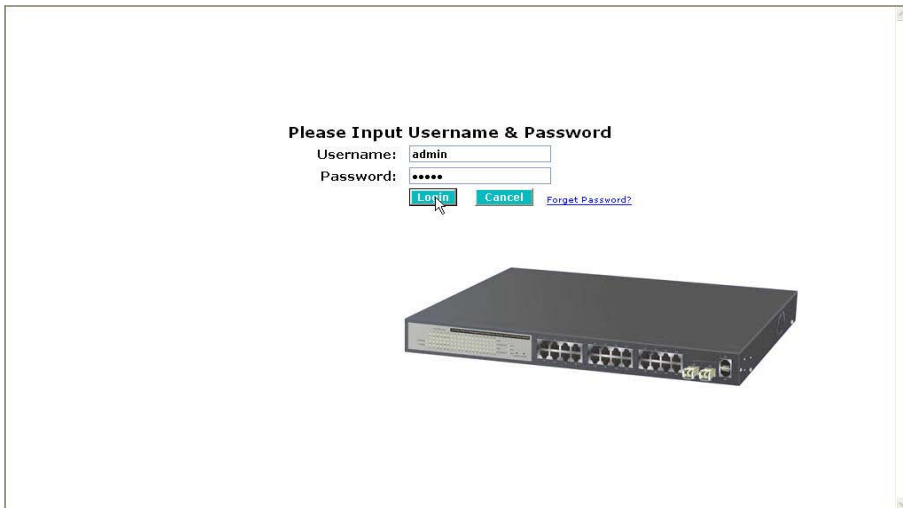 Please Input Username & Password
Username: admin
Password: •••••
Login Cancel Forget Password?